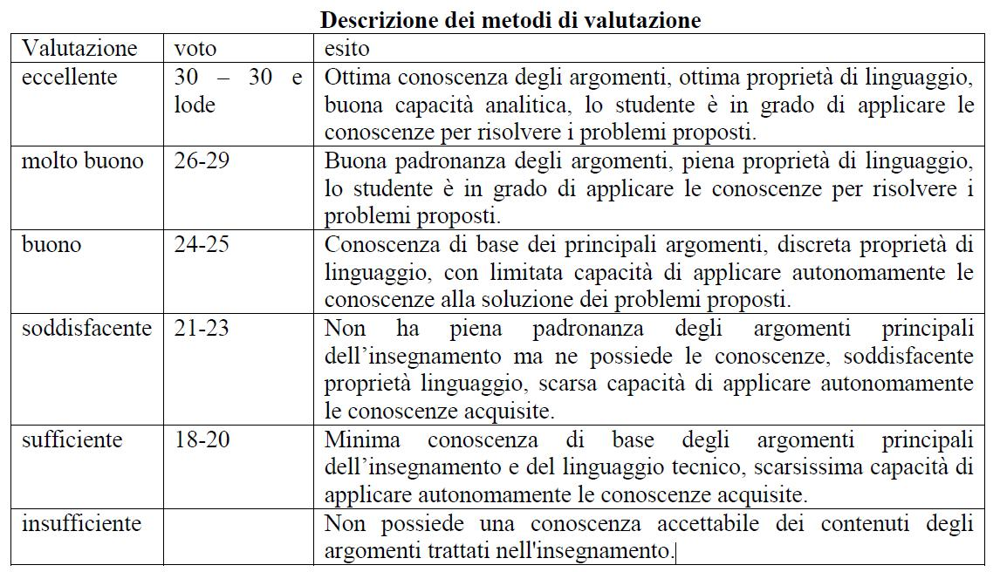 Descrizione dei metodi di valutazione
Valutazione voto esito
eccellente 30 – 30 e lode Ottima conoscenza degli argomenti, ottima proprietà di linguaggio,
buona capacità analitica, lo studente è in grado di applicare le
conoscenze per risolvere i problemi proposti.
molto buono 26-29 Buona padronanza degli argomenti, piena proprietà di linguaggio,
lo studente è in grado di applicare le conoscenze per risolvere i
problemi proposti.
buono 24-25 Conoscenza di base dei principali argomenti, discreta proprietà di
linguaggio, con limitata capacità di applicare autonomamente le
conoscenze alla soluzione dei problemi proposti.
soddisfacente 21-23 Non ha piena padronanza degli argomenti principali
dell’insegnamento ma ne possiede le conoscenze, soddisfacente
proprietà linguaggio, scarsa capacità di applicare autonomamente
le conoscenze acquisite.
sufficiente 18-20 Minima conoscenza di base degli argomenti principali
dell’insegnamento e del linguaggio tecnico, scarsissima capacità di
applicare autonomamente le conoscenze acquisite.
insufficiente Non possiede una conoscenza accettabile dei contenuti degli
argomenti trattati nell'insegnamento.